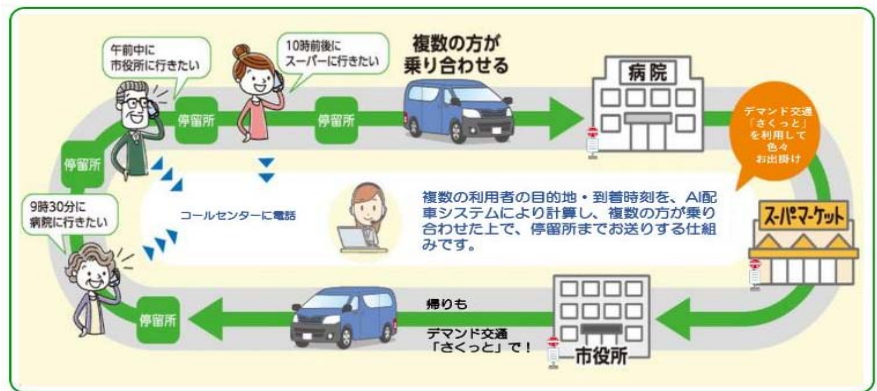 午前中に
市役所に行きたい
10時前後に
スーパーに行きたい
複数の方が
乗り合わせる
病院
デマンド交通
「さくっと」
を利用して
色々
お出掛け
停留所
停留所
停留所
9時30分に
病院に行きたい
コールセンターに電話
複数の利用者の目的地・到着時刻を、AI配
車システムにより計算し、複数の方が乗り
合わせた上で、停留所までお送りする仕組
みです。
スーパーマーケット
停留所
帰りも
デマンド交通
「さくっと」で！
市役所